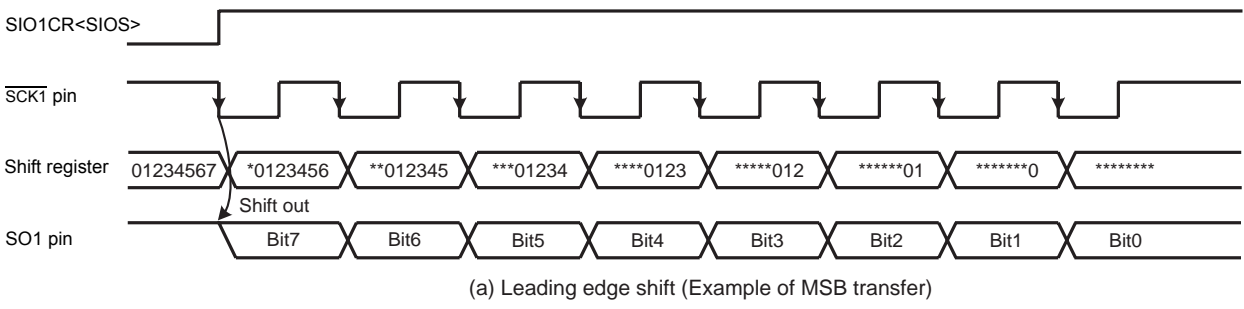 SIO1CR<SIOS>
SCK1 pin
Shift register 01234567 *0123456 **012345 ***01234 ****0123 *****012 ******01 *******0 ********
Shift out
SO1 pin Bit7 Bit6 Bit5 Bit4 Bit3 Bit2 Bit1 Bit0
(a) Leading edge shift (Example of MSB transfer)